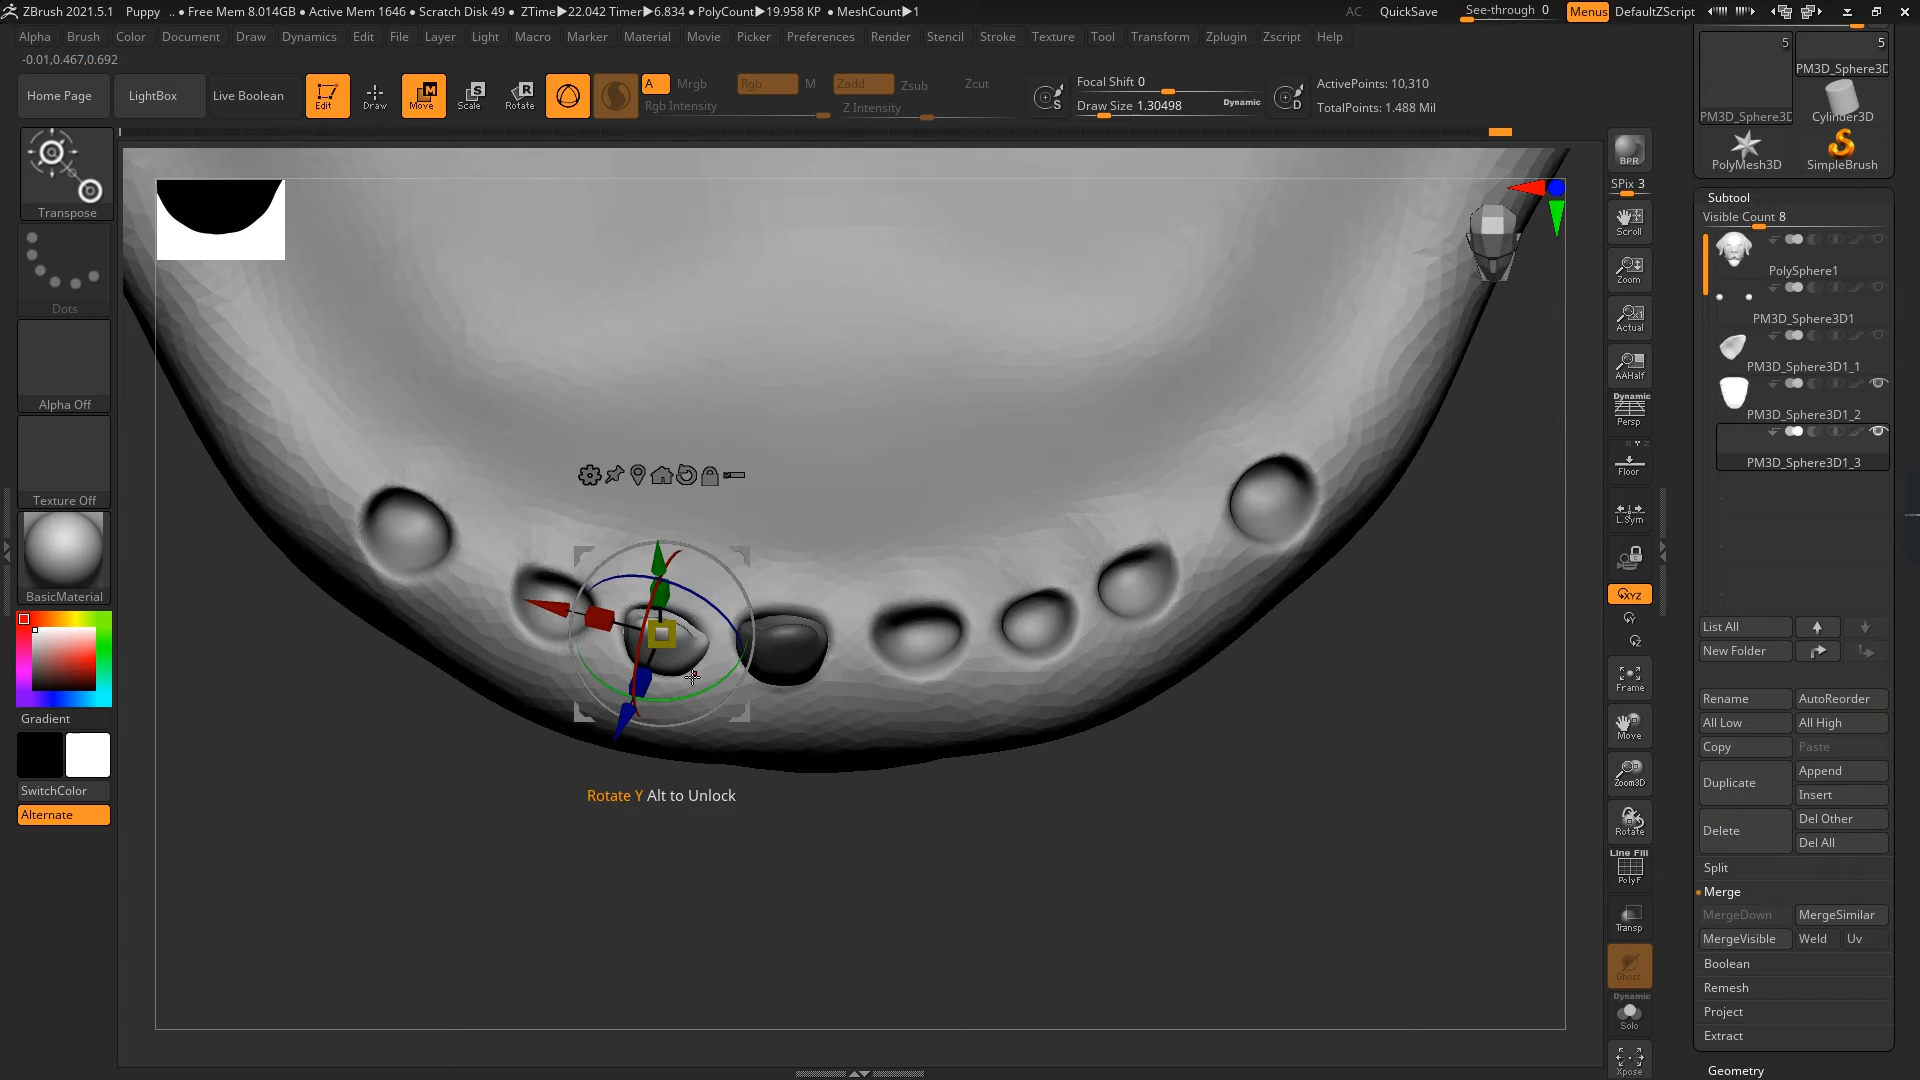 ZBrush 2021.5.1 Puppy .. • Free Mem 8.014GB • Active Mem 1646 • Scratch Disk 49 • ZTime▶22.042 Timer▶6.834 • PolyCount▶19.958 KP • MeshCount▶1
AC QuickSave See-through 0 Menus DefaultZScript
Alpha Brush Color Document Draw Dynamics Edit File Layer Light Macro Marker Material Movie Picker Preferences Render Stencil Stroke Texture Tool Transform Zplugin Zscript Help
-0.01,0.467,0.692
Home Page LightBox Live Boolean Edit Draw Move Scale Rotate
A Mrgb Rgb M Zadd Zsub Zcut
Rgb Intensity Z Intensity
S Focal Shift 0
Draw Size 1.30498 Dynamic D
ActivePoints: 10,310
TotalPoints: 1.488 Mil
Transpose
Dots
Alpha Off
Texture Off
BasicMaterial
Gradient
SwitchColor
Alternate
Rotate Y Alt to Unlock
BPR
SPix 3
Scroll
Zoom
Actual
AAHalf
Dynamic
Persp
Floor
L.Sym
XYZ
Frame
Move
Zoom3D
Rotate
Line Fill
PolyF
Transp
Ghost
Dynamic
Solo
Xpose
5 5
PM3D_Sphere3D
PM3D_Sphere3D Cylinder3D
PolyMesh3D SimpleBrush
Subtool
Visible Count 8
PolySphere1
PM3D_Sphere3D1
PM3D_Sphere3D1_1
PM3D_Sphere3D1_2
PM3D_Sphere3D1_3
List All
New Folder
Rename AutoReorder
All Low All High
Copy Paste
Duplicate Append
Insert
Delete Del Other
Del All
Split
Merge
MergeDown MergeSimilar
MergeVisible Weld Uv
Boolean
Remesh
Project
Extract
Geometry